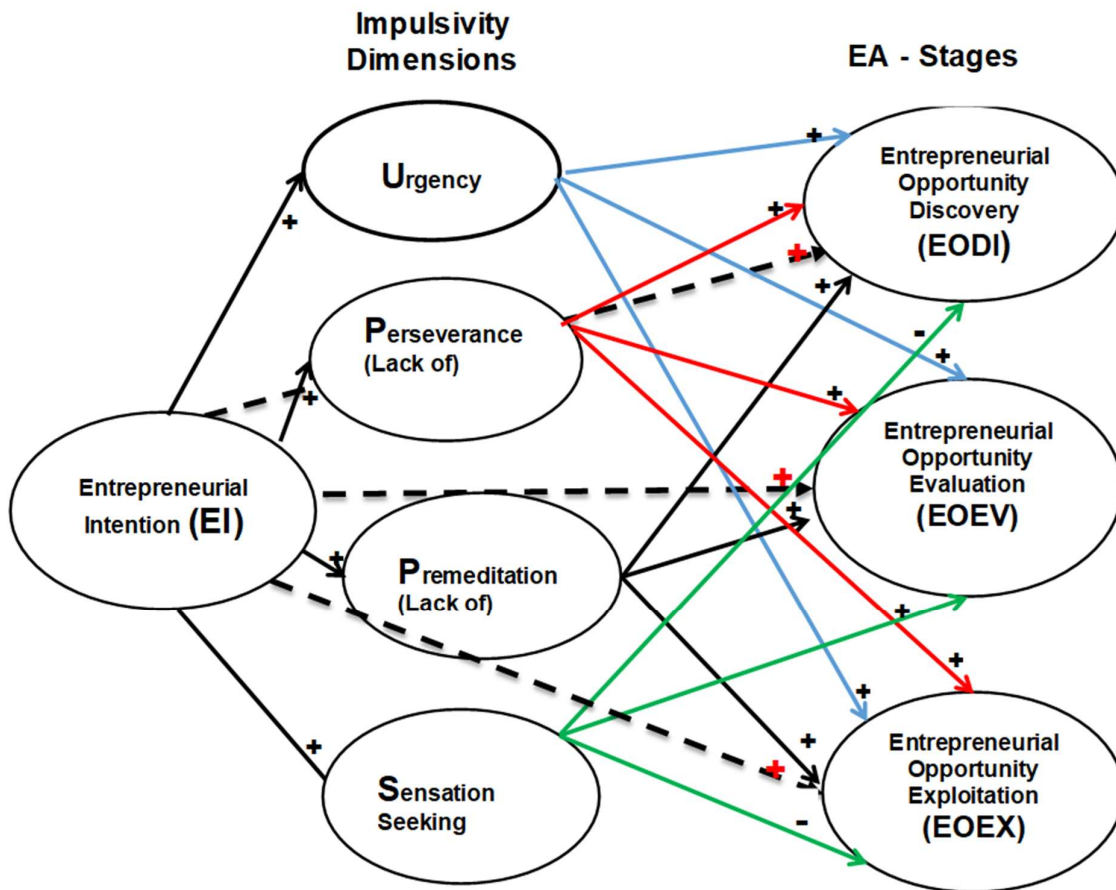 Impulsivity
Dimensions
EA - Stages
Urgency
Perseverance
(Lack of)
Premeditation
(Lack of)
Sensation
Seeking
Entrepreneurial
Intention (EI)
Entrepreneurial
Opportunity
Discovery
(EODI)
Entrepreneurial
Opportunity
Evaluation
(EOEV)
Entrepreneurial
Opportunity
Exploitation
(EOEX)
+
+
+
+
+
+
+
+
-
+
+
+
+
+
+
+
+
+
-